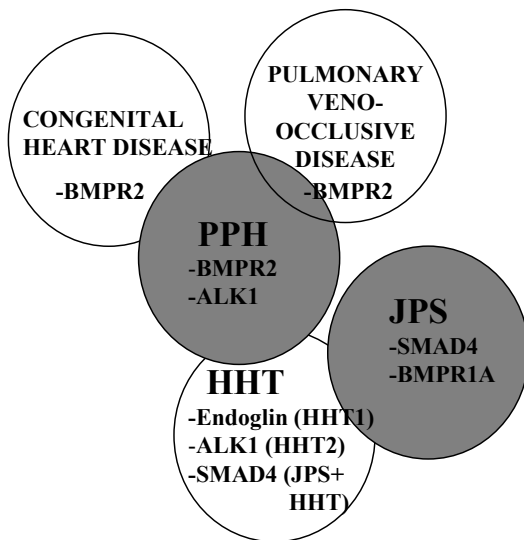 CONGENITAL
HEART DISEASE
-BMPR2
PULMONARY
VENO-
OCCLUSIVE
DISEASE
-BMPR2
PPH
-BMPR2
-ALK1
JPS
-SMAD4
-BMPR1A
HHT
-Endoglin (HHT1)
-ALK1 (HHT2)
-SMAD4 (JPS+
HHT)